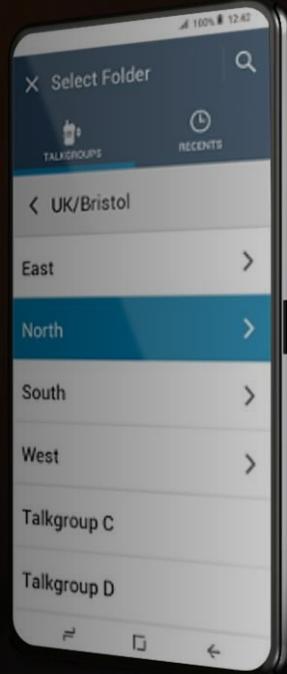 100% 12:42
Select Folder
TALKGROUPS
RECENTS
UK/Bristol
East
North
South
West
Talkgroup C
Talkgroup D